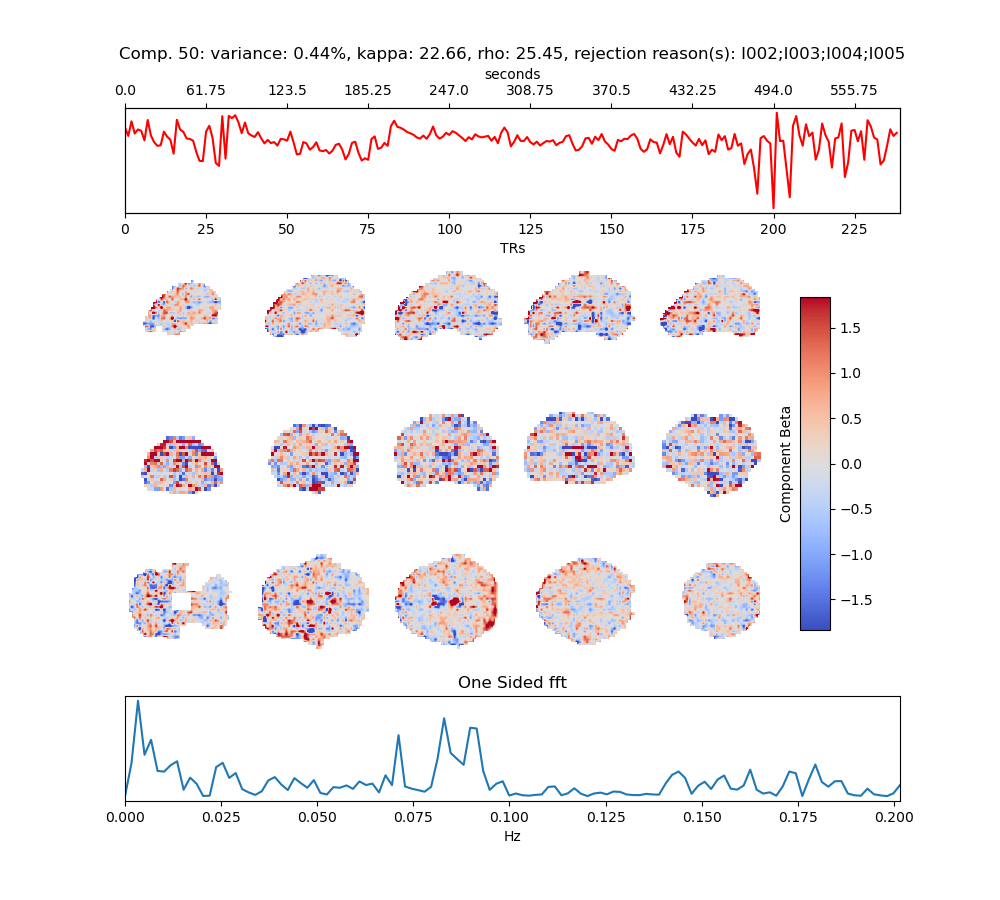 Comp. 50: variance: 0.44%, kappa: 22.66, rho: 25.45, rejection reason(s): I002;I003;I004;I005
seconds
0.0 61.75 123.5 185.25 247.0 308.75 370.5 432.25 494.0 555.75
0 25 50 75 100 125 150 175 200 225
TRs
Component Beta
1.5
1.0
0.5
0.0
−0.5
−1.0
−1.5
One Sided fft
0.000 0.025 0.050 0.075 0.100 0.125 0.150 0.175 0.200
Hz